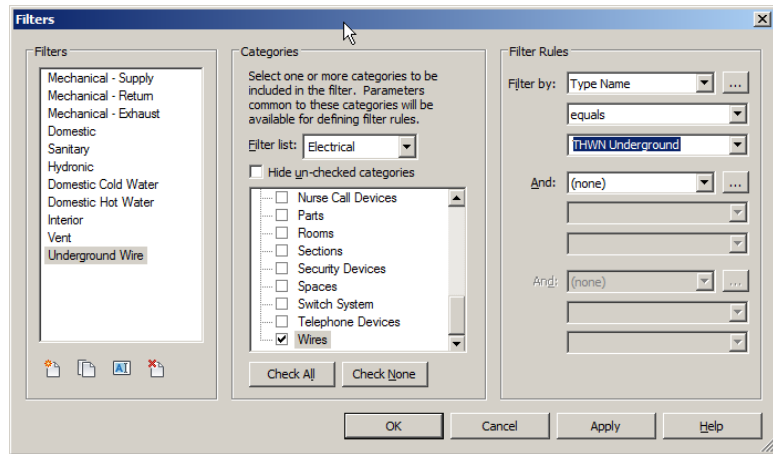 Filters
Filters
Mechanical - Supply
Mechanical - Return
Mechanical - Exhaust
Domestic
Sanitary
Hydronic
Domestic Cold Water
Domestic Hot Water
Interior
Vent
Underground Wire
Categories
Select one or more categories to be
included in the filter. Parameters
common to these categories will be
available for defining filter rules.
Filter list: Electrical
Hide un-checked categories
Nurse Call Devices
Parts
Rooms
Sections
Security Devices
Spaces
Switch System
Telephone Devices
Wires
Check All Check None
Filter Rules
Filter by: Type Name ...
equals
THWN Underground
And: (none) ...
And: (none) ...
OK Cancel Apply Help